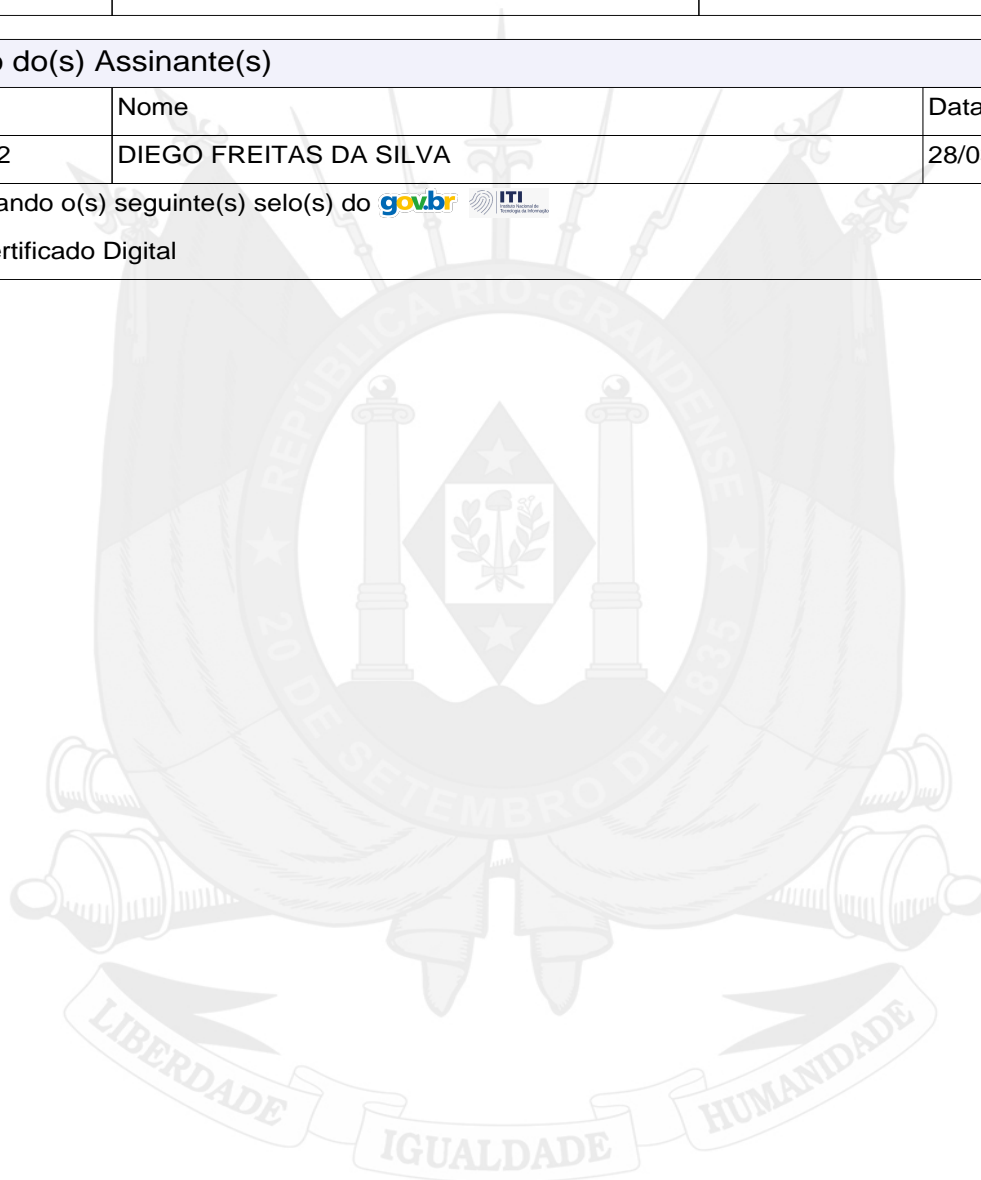 o do(s) Assinante(s)
Nome Data
2 DIEGO FREITAS DA SILVA 28/0
ando o(s) seguinte(s) selo(s) do gov.br ITI
ertificado Digital
REPÚBLICA RIO-GRANDENSE
20 DE SETEMBRO DE 1835
LIBERDADE IGUALDADE HUMANIDADE